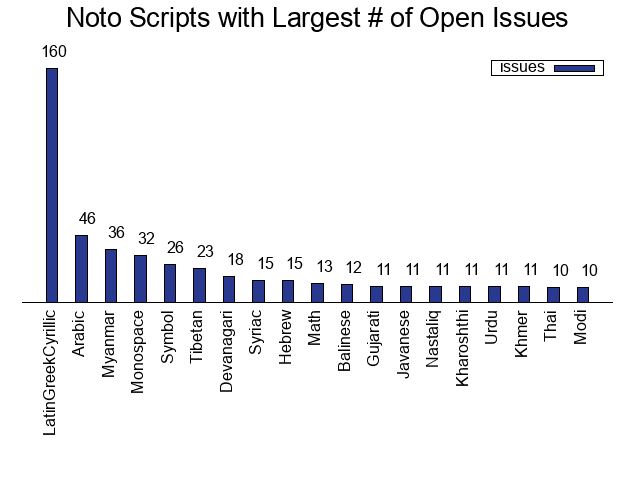 Noto Scripts with Largest # of Open Issues
160
issues
46
36
32
26
23
18
15
15
13
12
11
11
11
11
11
11
10
10
LatinGreekCyrillic
Arabic
Myanmar
Monospace
Symbol
Tibetan
Devanagari
Syriac
Hebrew
Math
Balinese
Gujarati
Javanese
Nastaliq
Kharoshthi
Urdu
Khmer
Thai
Modi